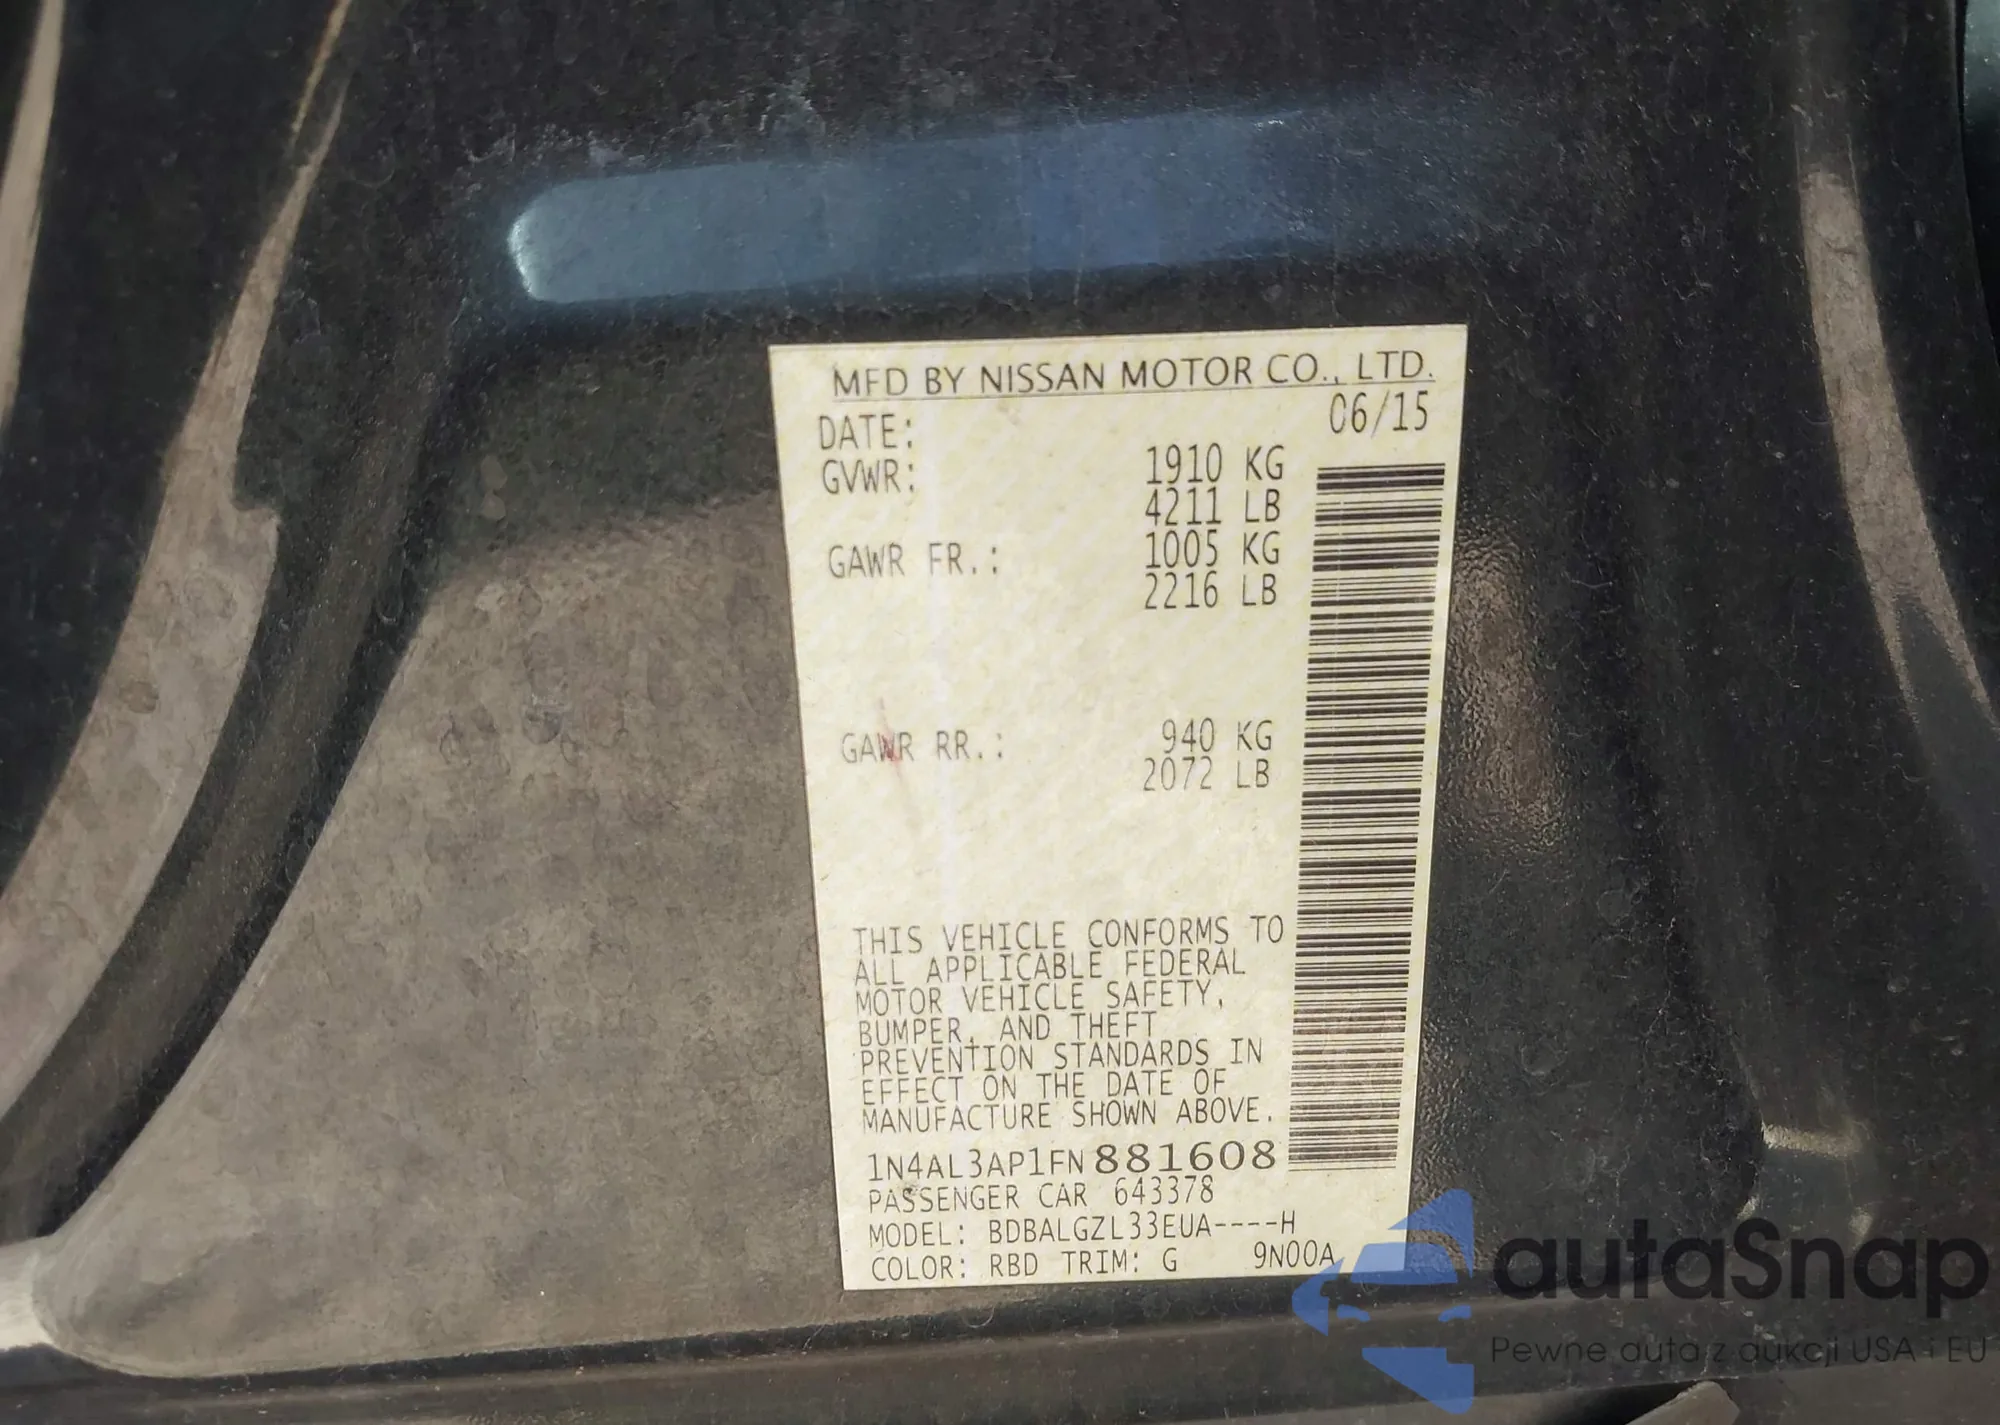 MFD BY NISSAN MOTOR CO., LTD.
DATE: 06/15
GVWR: 1910 KG
4211 LB
GAWR FR.: 1005 KG
2216 LB
GAWR RR.: 940 KG
2072 LB
THIS VEHICLE CONFORMS TO
ALL APPLICABLE FEDERAL
MOTOR VEHICLE SAFETY,
BUMPER, AND THEFT
PREVENTION STANDARDS IN
EFFECT ON THE DATE OF
MANUFACTURE SHOWN ABOVE.
1N4AL3AP1FN881608
PASSENGER CAR 643378
MODEL: BDBALGZL33EUA----H
COLOR: RBD TRIM: G 9N00A
autaSnap
Pewne auta z aukcji USA i EU